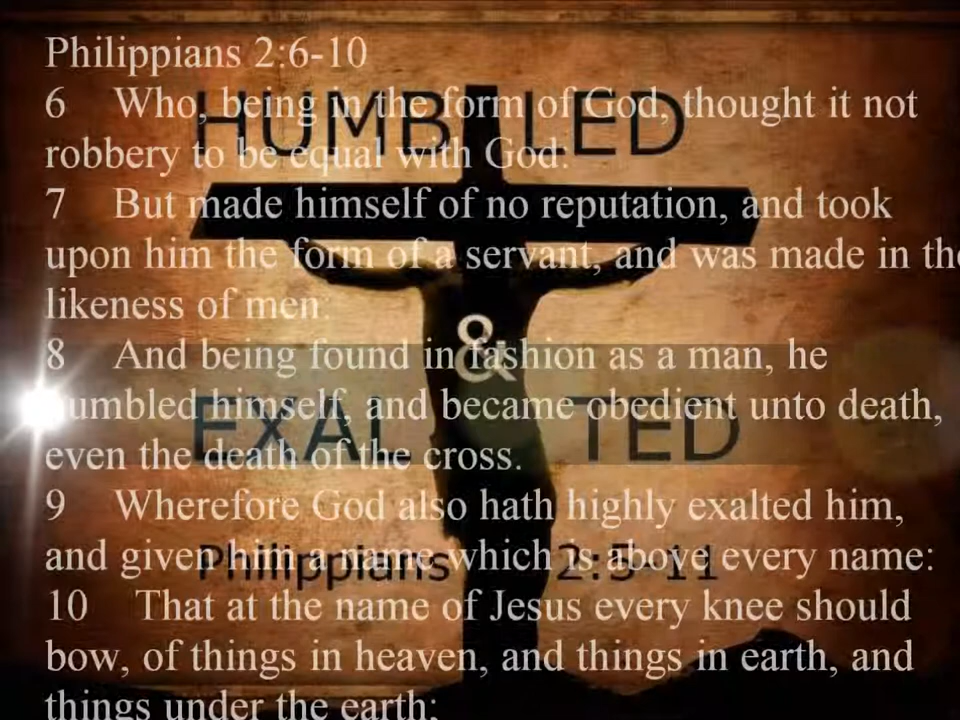 Philippians 2:6-10
6 Who, being in the form of God, thought it not
robbery to be equal with God:
7 But made himself of no reputation, and took
upon him the form of a servant, and was made in the
likeness of men:
8 And being found in fashion as a man, he
humbled himself, and became obedient unto death,
even the death of the cross.
9 Wherefore God also hath highly exalted him,
and given him a name which is above every name:
10 That at the name of Jesus every knee should
bow, of things in heaven, and things in earth, and
things under the earth;
HUMBLED
&
EXALTED
Philippians 2:5-11